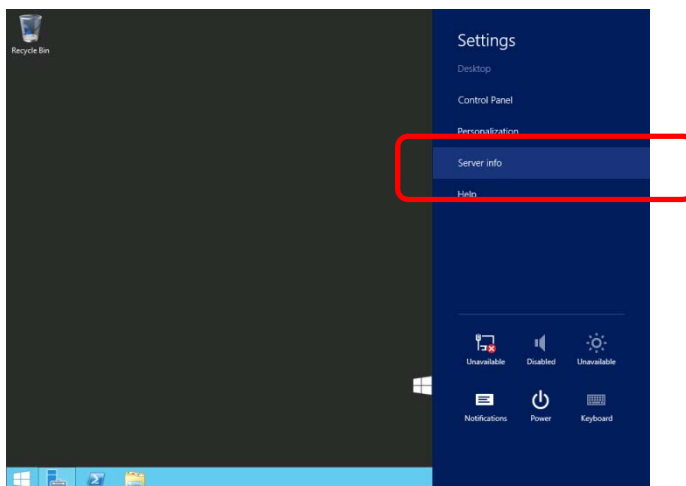 Recycle Bin
Settings
Desktop
Control Panel
Personalization
Server info
Help
Unavailable
Disabled
Unavailable
Notifications
Power
Keyboard